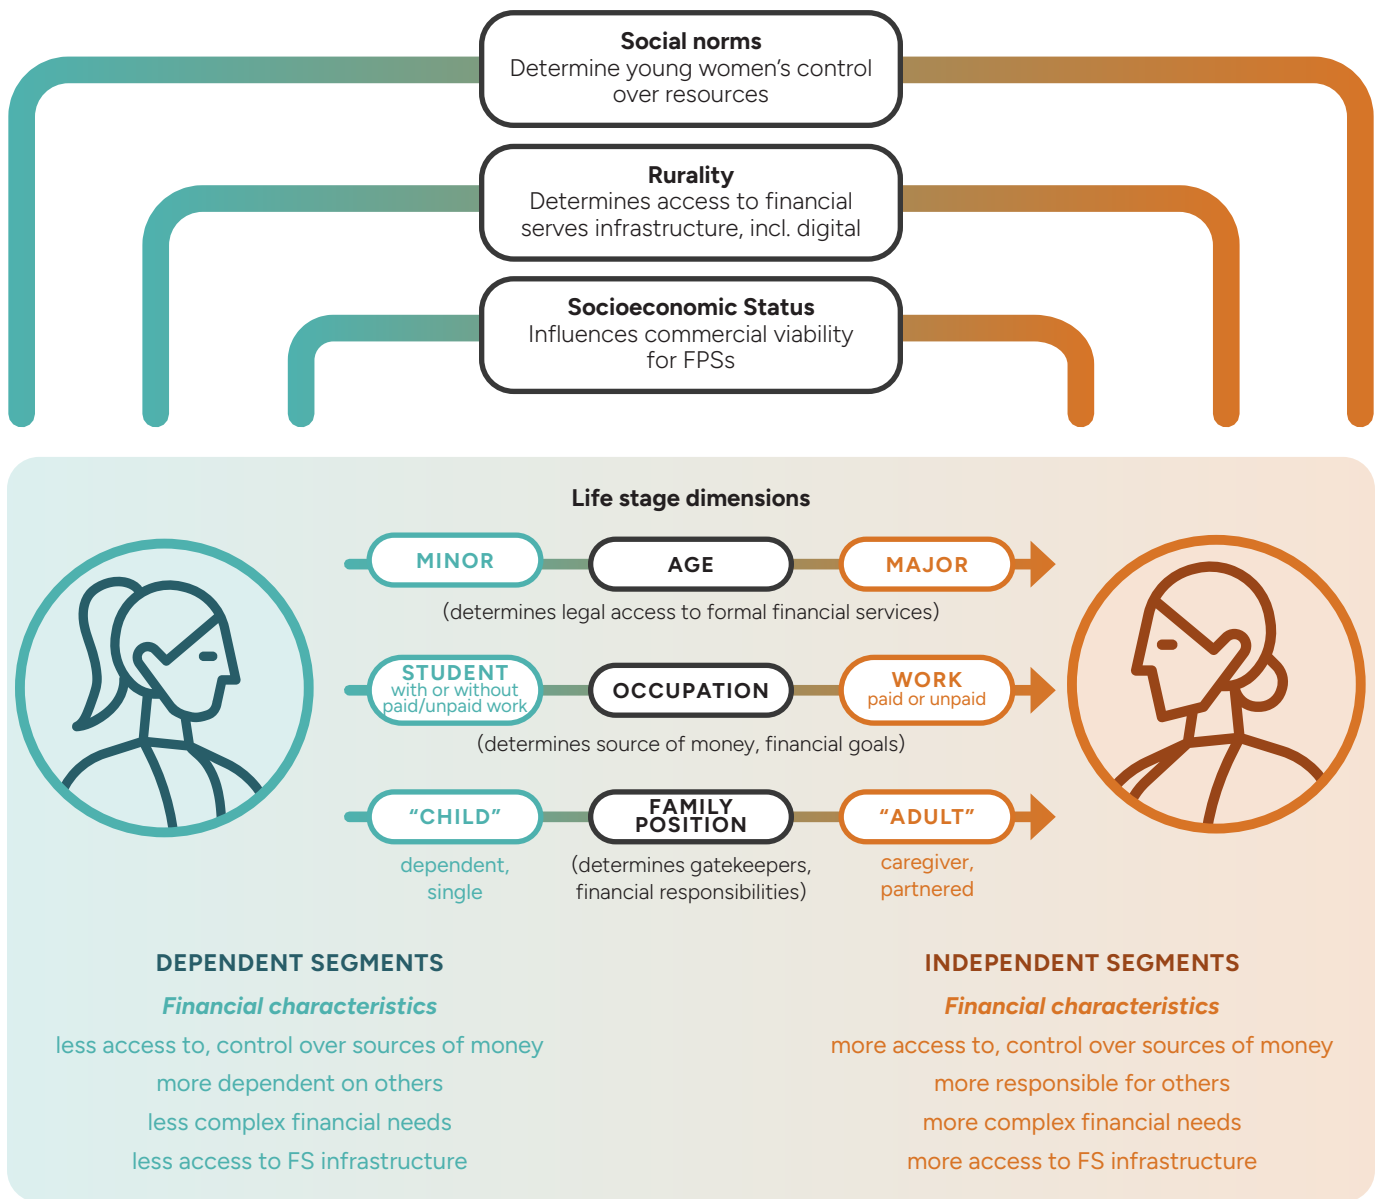 Social norms
Determine young women's control
over resources
Rurality
Determines access to financial
serves infrastructure, incl. digital
Socioeconomic Status
Influences commercial viability
for FPSs
Life stage dimensions
MINOR
AGE
MAJOR
(determines legal access to formal financial services)
STUDENT
with or without
paid/unpaid work
OCCUPATION
WORK
paid or unpaid
(determines source of money, financial goals)
“CHILD”
FAMILY
POSITION
“ADULT”
dependent,
single
(determines gatekeepers,
financial responsibilities)
caregiver,
partnered
DEPENDENT SEGMENTS
Financial characteristics
less access to, control over sources of money
more dependent on others
less complex financial needs
less access to FS infrastructure
INDEPENDENT SEGMENTS
Financial characteristics
more access to, control over sources of money
more responsible for others
more complex financial needs
more access to FS infrastructure